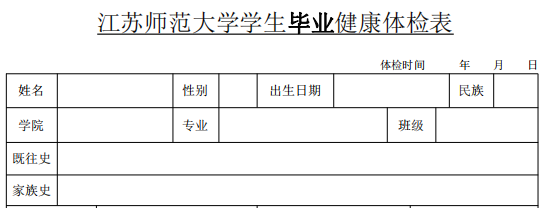 江苏师范大学学生毕业健康体检表
体检时间 年 月 日
姓名 性别 出生日期 民族
学院 专业 班级
既往史
家族史